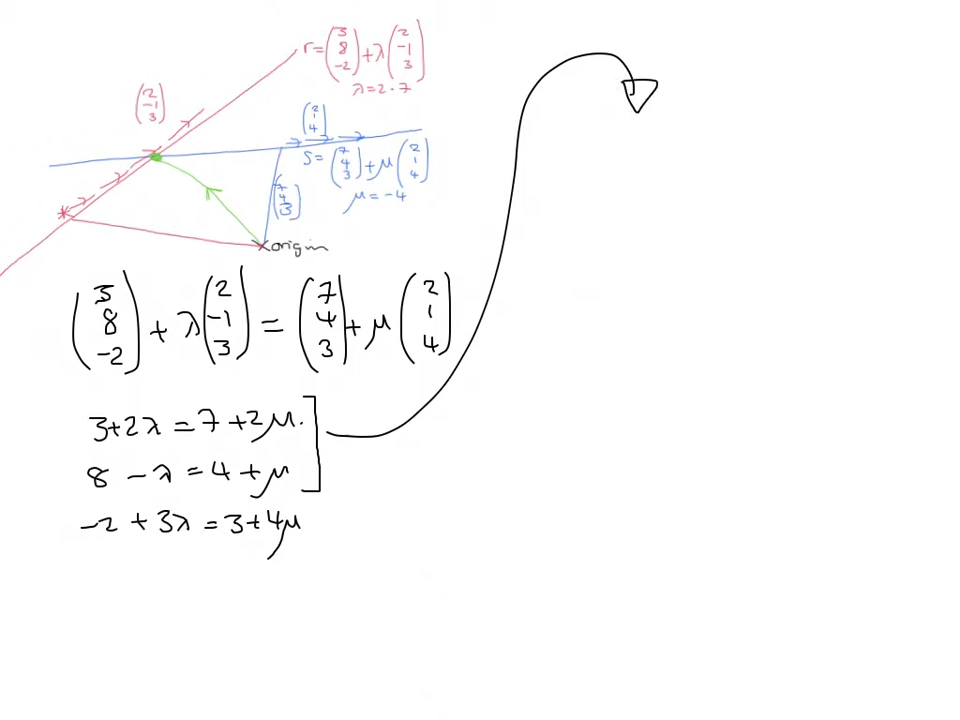 r = (3 8 -2) + λ (2 -1 3)
λ = 2.7
(2 -1 3)
(2 1 4)
S = (7 4 3) + μ (2 1 4)
μ = -4
(7 4 3)
origin
(3 8 -2) + λ (2 -1 3) = (7 4 3) + μ (2 1 4)
3 + 2λ = 7 + 2μ.
8 - λ = 4 + μ
-2 + 3λ = 3 + 4μ